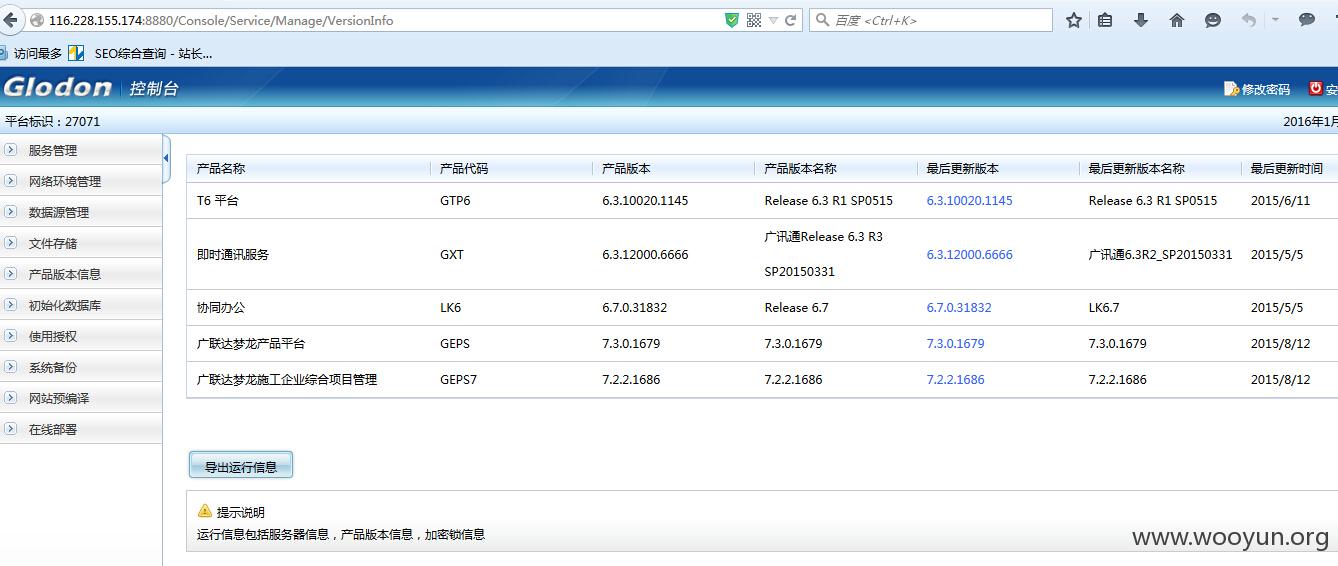 116.228.155.174:8880/Console/Service/Manage/VersionInfo
百度 <Ctrl+K>
访问最多 SEO综合查询 - 站长...
Glodon 控制台 修改密码 安
平台标识：27071 2016年1月
服务管理
网络环境管理
数据源管理
文件存储
产品版本信息
初始化数据库
使用授权
系统备份
网站预编译
在线部署
产品名称 产品代码 产品版本 产品版本名称 最后更新版本 最后更新版本名称 最后更新时间
T6 平台 GTP6 6.3.10020.1145 Release 6.3 R1 SP0515 6.3.10020.1145 Release 6.3 R1 SP0515 2015/6/11
即时通讯服务 GXT 6.3.12000.6666 广讯通Release 6.3 R3 6.3.12000.6666 广讯通6.3R2_SP20150331 2015/5/5
SP20150331
协同办公 LK6 6.7.0.31832 Release 6.7 6.7.0.31832 LK6.7 2015/5/5
广联达梦龙产品平台 GEPS 7.3.0.1679 7.3.0.1679 7.3.0.1679 7.3.0.1679 2015/8/12
广联达梦龙施工企业综合项目管理 GEPS7 7.2.2.1686 7.2.2.1686 7.2.2.1686 7.2.2.1686 2015/8/12
导出运行信息
提示说明
运行信息包括服务器信息，产品版本信息，加密锁信息
www.wooyun.org